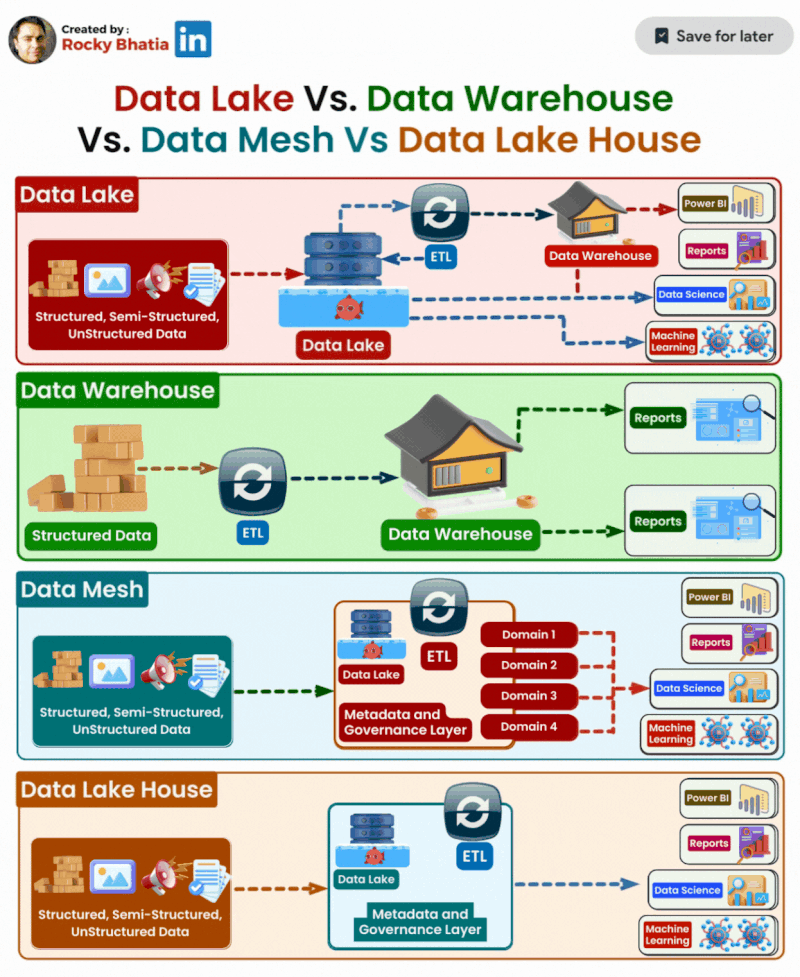 Created by :
Rocky Bhatia
in
Save for later
Data Lake Vs. Data Warehouse
Vs. Data Mesh Vs Data Lake House
Data Lake
Structured, Semi-Structured,
UnStructured Data
Data Lake
ETL
Data Warehouse
Power BI
Reports
Data Science
Machine
Learning
Data Warehouse
Structured Data
ETL
Data Warehouse
Reports
Reports
Data Mesh
Structured, Semi-Structured,
UnStructured Data
Data Lake
ETL
Metadata and
Governance Layer
Domain 1
Domain 2
Domain 3
Domain 4
Power BI
Reports
Data Science
Machine
Learning
Data Lake House
Structured, Semi-Structured,
UnStructured Data
Data Lake
ETL
Metadata and
Governance Layer
Power BI
Reports
Data Science
Machine
Learning